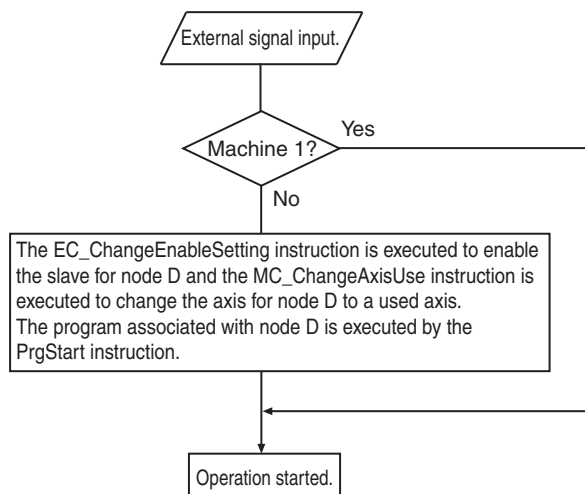 External signal input.
Machine 1?
Yes
No
The EC_ChangeEnableSetting instruction is executed to enable
the slave for node D and the MC_ChangeAxisUse instruction is
executed to change the axis for node D to a used axis.
The program associated with node D is executed by the
PrgStart instruction.
Operation started.